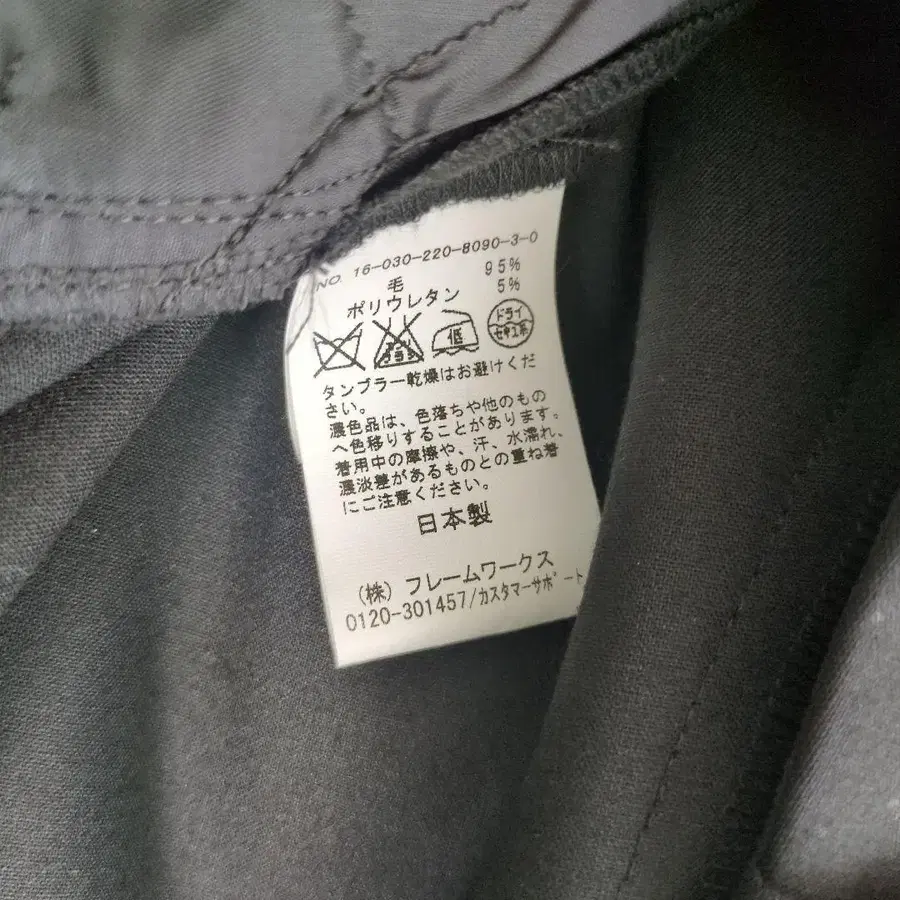 NO. 16-030-220-8090-3-0
毛 95%
ポリウレタン 5%
エンソ サラシ 低 ドライ セキユ系
タンブラー乾燥はお避けくだ
さい。
濃色品は、色落ちや他のもの
へ色移りすることがあります。
着用中の摩擦や、汗、水濡れ、
濃淡差があるものとの重ね着
にご注意ください。
日本製
(株) フレームワークス
0120-301457/カスタマーサポート